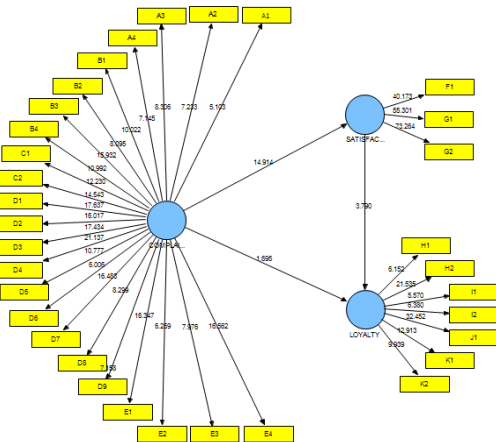 A3
A2
A1
A4
B1
B2
B3
B4
C1
C2
D1
D2
D3
D4
D5
D6
D7
D8
D9
E1
E2
E3
E4
8.306
7.233
5.103
7.145
10.022
8.095
15.932
10.992
12.230
14.543
17.637
16.017
17.434
21.137
10.777
6.006
16.483
8.299
7.158
16.347
6.259
7.976
16.562
COMPLAI...
14.914
1.695
3.790
SATISFAC...
40.173
55.301
73.264
F1
G1
G2
LOYALTY
6.152
21.535
5.570
6.380
32.452
12.913
9.939
H1
H2
I1
I2
J1
K1
K2